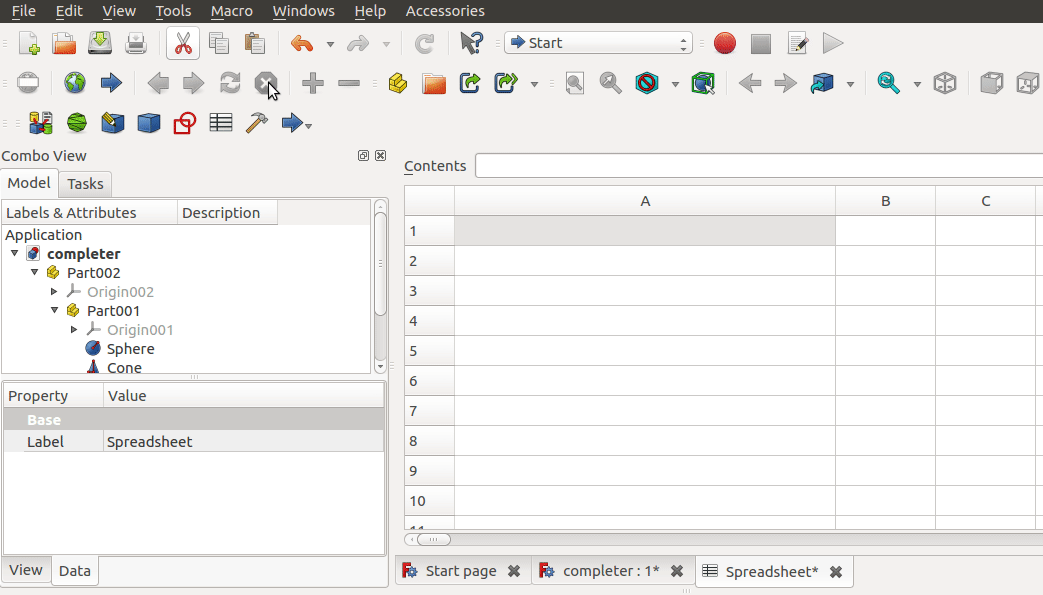 File Edit View Tools Macro Windows Help Accessories
Start
Combo View
Model Tasks
Labels & Attributes Description
Application
completer
Part002
Origin002
Part001
Origin001
Sphere
Cone
Property Value
Base
Label Spreadsheet
View Data
Contents
A B C
1
2
3
4
5
6
7
8
9
10
11
Start page completer : 1* Spreadsheet*